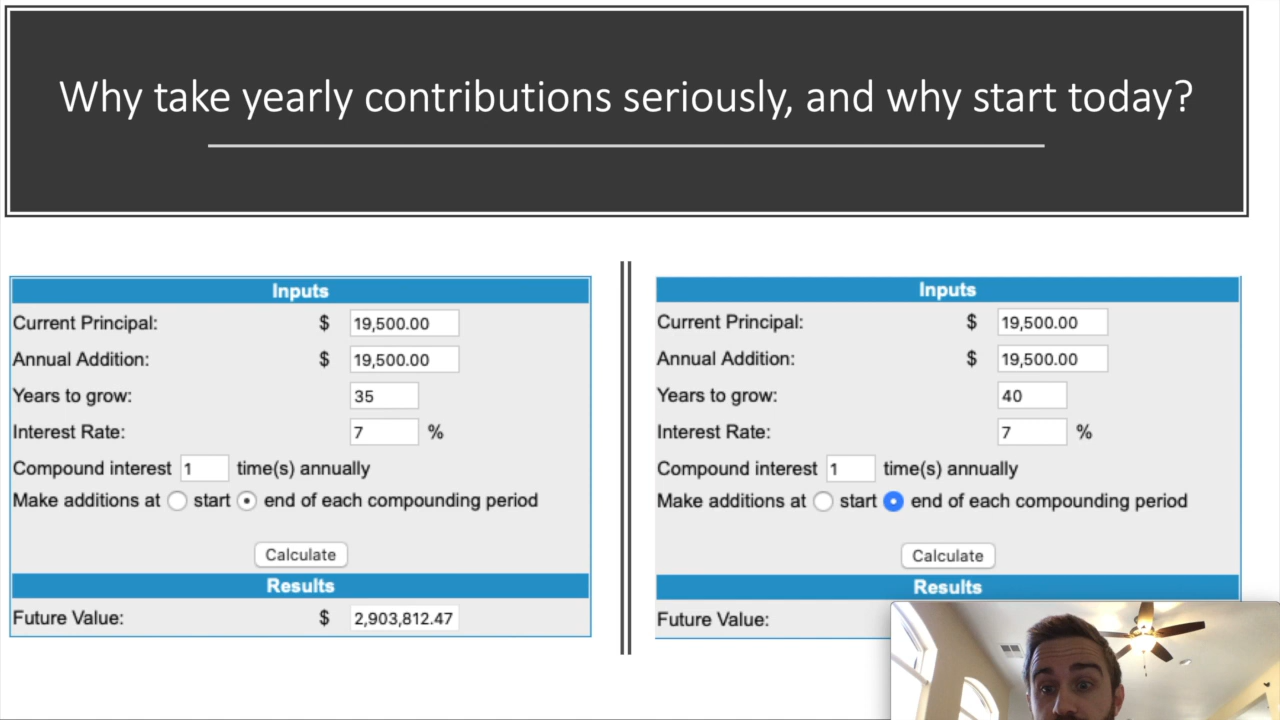 Why take yearly contributions seriously, and why start today?
Inputs
Current Principal: $ 19,500.00
Annual Addition: $ 19,500.00
Years to grow: 35
Interest Rate: 7 %
Compound interest 1 time(s) annually
Make additions at start end of each compounding period
Calculate
Results
Future Value: $ 2,903,812.47
Inputs
Current Principal: $ 19,500.00
Annual Addition: $ 19,500.00
Years to grow: 40
Interest Rate: 7 %
Compound interest 1 time(s) annually
Make additions at start end of each compounding period
Calculate
Results
Future Value: